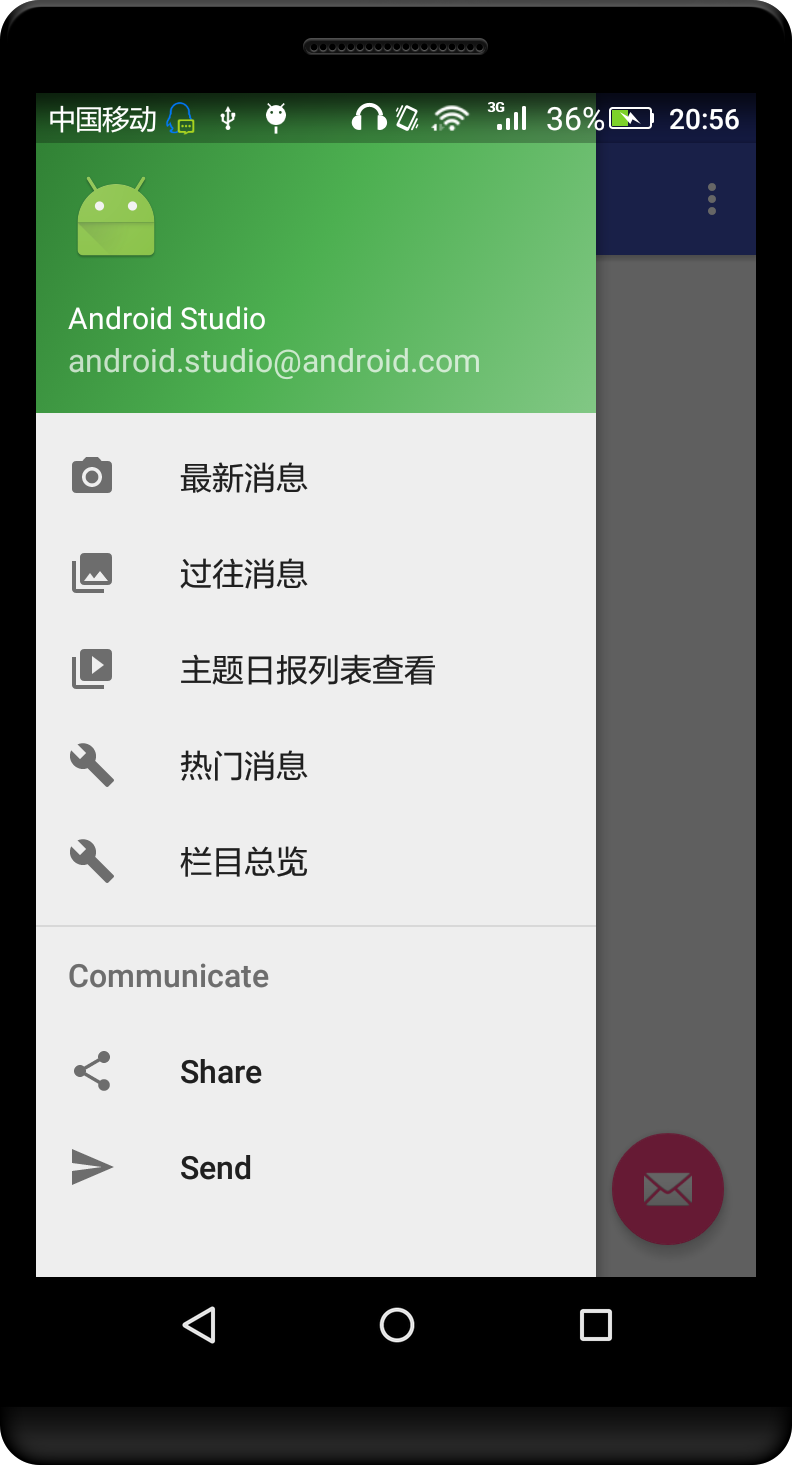 中国移动 3G 36% 20:56
Android Studio
android.studio@android.com
最新消息
过往消息
主题日报列表查看
热门消息
栏目总览
Communicate
Share
Send